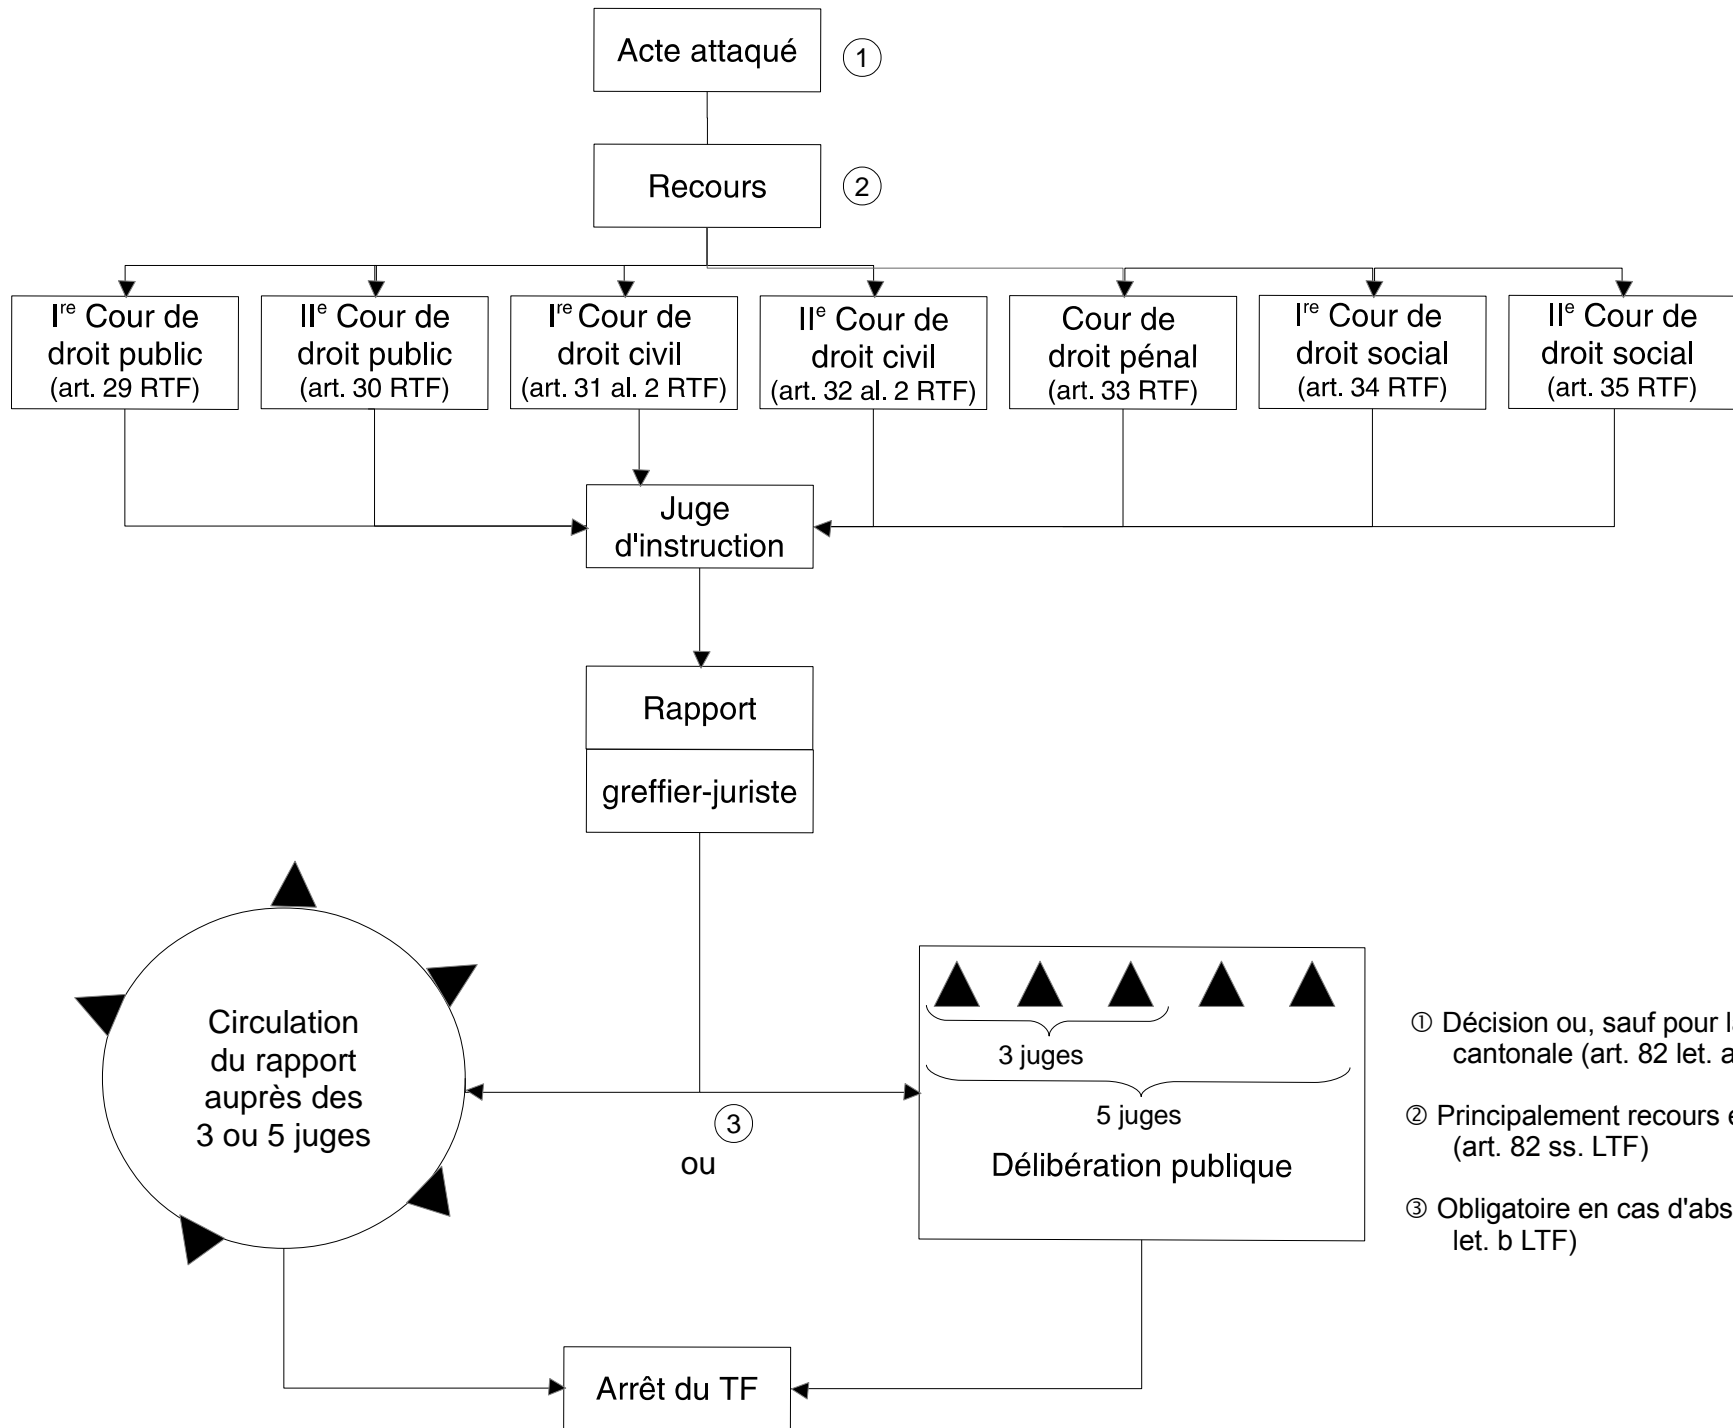 Acte attaqué
1
Recours
2
Ire Cour de
droit public
(art. 29 RTF)
IIe Cour de
droit public
(art. 30 RTF)
Ire Cour de
droit civil
(art. 31 al. 2 RTF)
IIe Cour de
droit civil
(art. 32 al. 2 RTF)
Cour de
droit pénal
(art. 33 RTF)
Ire Cour de
droit social
(art. 34 RTF)
IIe Cour de
droit social
(art. 35 RTF)
Juge
d'instruction
Rapport
greffier-juriste
Circulation
du rapport
auprès des
3 ou 5 juges
3
ou
3 juges
5 juges
Délibération publique
① Décision ou, sauf pour
cantonale (art. 82 let.
② Principalement recours
(art. 82 ss. LTF)
③ Obligatoire en cas
let. b LTF)
Arrêt du TF